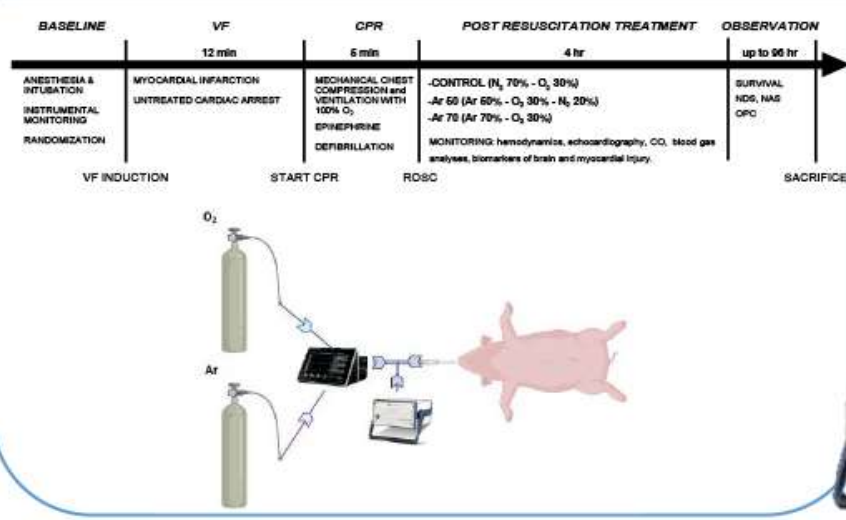 BASELINE VF CPR POST RESUSCITATION TREATMENT OBSERVATION
12 min 5 min 4 hr up to 96 hr
ANESTHESIA &
INTUBATION
INSTRUMENTAL
MONITORING
RANDOMIZATION
MYOCARDIAL INFARCTION
UNTREATED CARDIAC ARREST
MECHANICAL CHEST
COMPRESSION and
VENTILATION WITH
100% O₂
EPINEPHRINE
DEFIBRILLATION
-CONTROL (N₂ 70% - O₂ 30%)
-Ar 50 (Ar 50% - O₂ 30% - N₂ 20%)
-Ar 70 (Ar 70% - O₂ 30%)
MONITORING: hemodynamics, echocardiography, CO, blood gas
analyses, biomarkers of brain and myocardial injury.
SURVIVAL
NDS, NAS
OPC
VF INDUCTION START CPR ROSC SACRIFICE
O₂
Ar